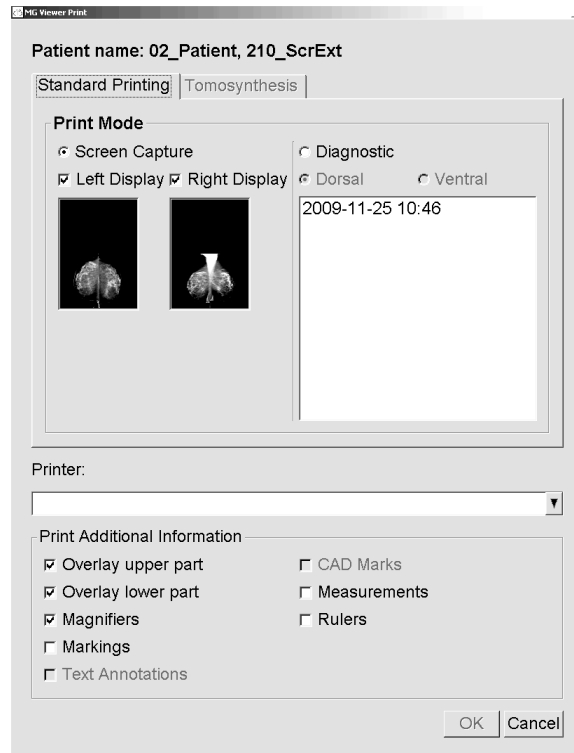 MG Viewer Print
Patient name: 02_Patient, 210_ScrExt
Standard Printing Tomosynthesis
Print Mode
Screen Capture
Left Display Right Display
Diagnostic
Dorsal Ventral
2009-11-25 10:46
Printer:
Print Additional Information
Overlay upper part
Overlay lower part
Magnifiers
Markings
Text Annotations
CAD Marks
Measurements
Rulers
OK Cancel